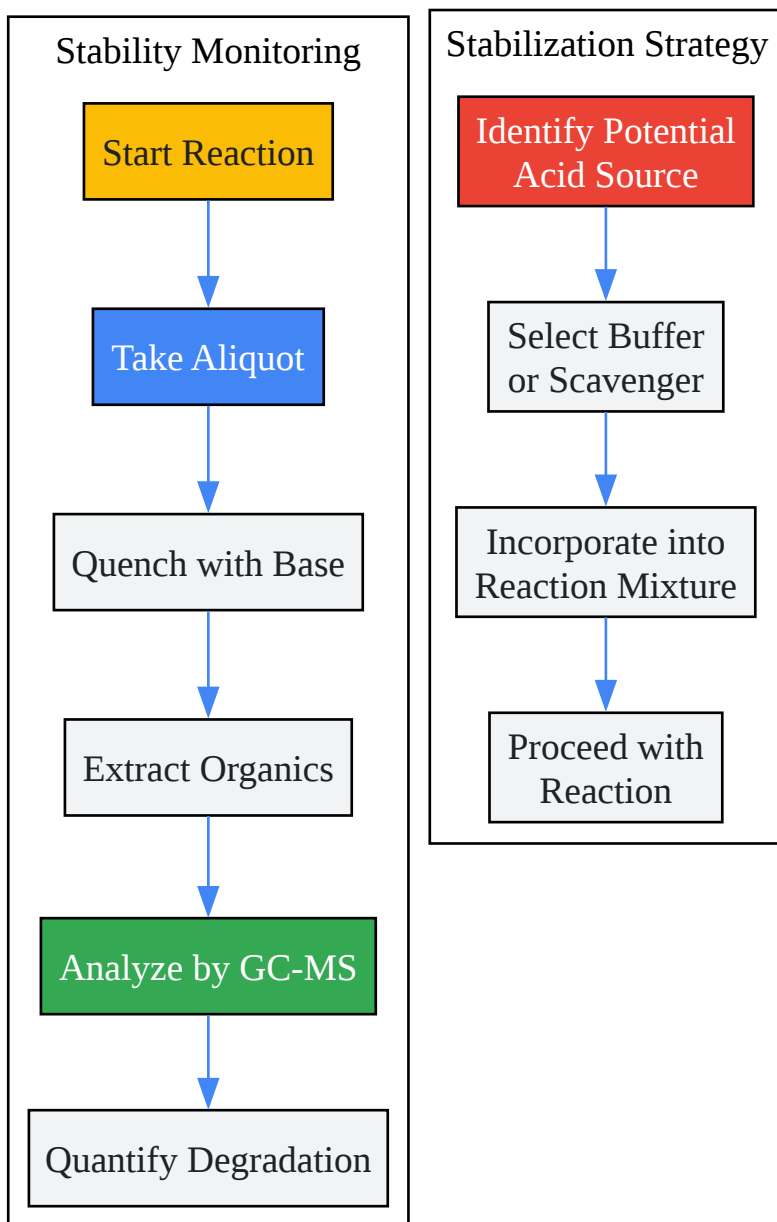 Stability Monitoring
Start Reaction
Take Aliquot
Quench with Base
Extract Organics
Analyze by GC-MS
Quantify Degradation
Stabilization Strategy
Identify Potential
Acid Source
Select Buffer
or Scavenger
Incorporate into
Reaction Mixture
Proceed with
Reaction